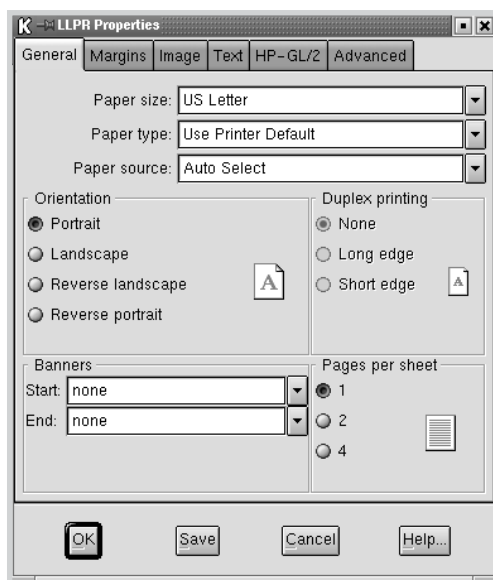 LLPR Properties
General Margins Image Text HP-GL/2 Advanced
Paper size: US Letter
Paper type: Use Printer Default
Paper source: Auto Select
Orientation
Portrait
Landscape
Reverse landscape
Reverse portrait
A
Duplex printing
None
Long edge
Short edge
A
Banners
Start: none
End: none
Pages per sheet
1
2
4
OK Save Cancel Help...